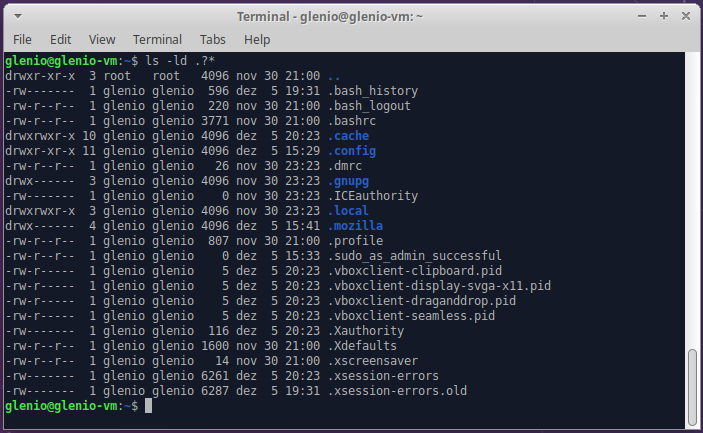 Terminal - glenio@glenio-vm: ~
File Edit View Terminal Tabs Help
glenio@glenio-vm:~$ ls -ld .?*
drwxr-xr-x  3 root   root   4096 nov 30 21:00 ..
-rw-------  1 glenio glenio  596 dez  5 19:31 .bash_history
-rw-r--r--  1 glenio glenio  220 nov 30 21:00 .bash_logout
-rw-r--r--  1 glenio glenio 3771 nov 30 21:00 .bashrc
drwxrwxr-x 10 glenio glenio 4096 dez  5 20:23 .cache
drwxr-xr-x 11 glenio glenio 4096 dez  5 15:29 .config
-rw-r--r--  1 glenio glenio   26 nov 30 23:23 .dmrc
drwx------  3 glenio glenio 4096 nov 30 23:23 .gnupg
-rw-------  1 glenio glenio    0 nov 30 23:23 .ICEauthority
drwxrwxr-x  3 glenio glenio 4096 nov 30 23:23 .local
drwx------  4 glenio glenio 4096 dez  5 15:41 .mozilla
-rw-r--r--  1 glenio glenio  807 nov 30 21:00 .profile
-rw-r--r--  1 glenio glenio    0 dez  5 15:33 .sudo_as_admin_successful
-rw-r-----  1 glenio glenio    5 dez  5 20:23 .vboxclient-clipboard.pid
-rw-r-----  1 glenio glenio    5 dez  5 20:23 .vboxclient-display-svga-x11.pid
-rw-r-----  1 glenio glenio    5 dez  5 20:23 .vboxclient-draganddrop.pid
-rw-r-----  1 glenio glenio    5 dez  5 20:23 .vboxclient-seamless.pid
-rw-------  1 glenio glenio  116 dez  5 20:23 .Xauthority
-rw-r--r--  1 glenio glenio 1600 nov 30 21:00 .Xdefaults
-rw-r--r--  1 glenio glenio   14 nov 30 21:00 .xscreensaver
-rw-------  1 glenio glenio 6261 dez  5 20:23 .xsession-errors
-rw-------  1 glenio glenio 6287 dez  5 19:31 .xsession-errors.old
glenio@glenio-vm:~$